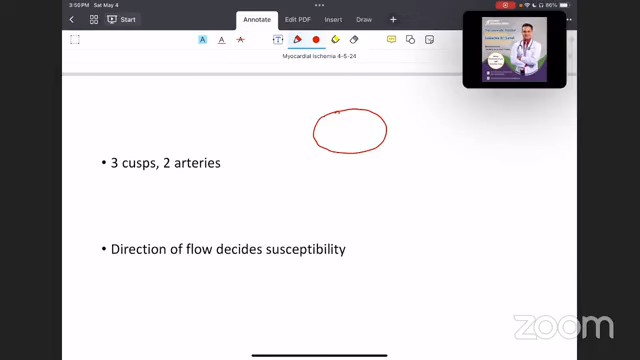 3:50 PM Sat May 4
86%
Start
Annotate
Edit PDF
Insert
Draw
Myocardial Ischemia 4-5-24
• 3 cusps, 2 arteries
• Direction of flow decides susceptibility
zoom